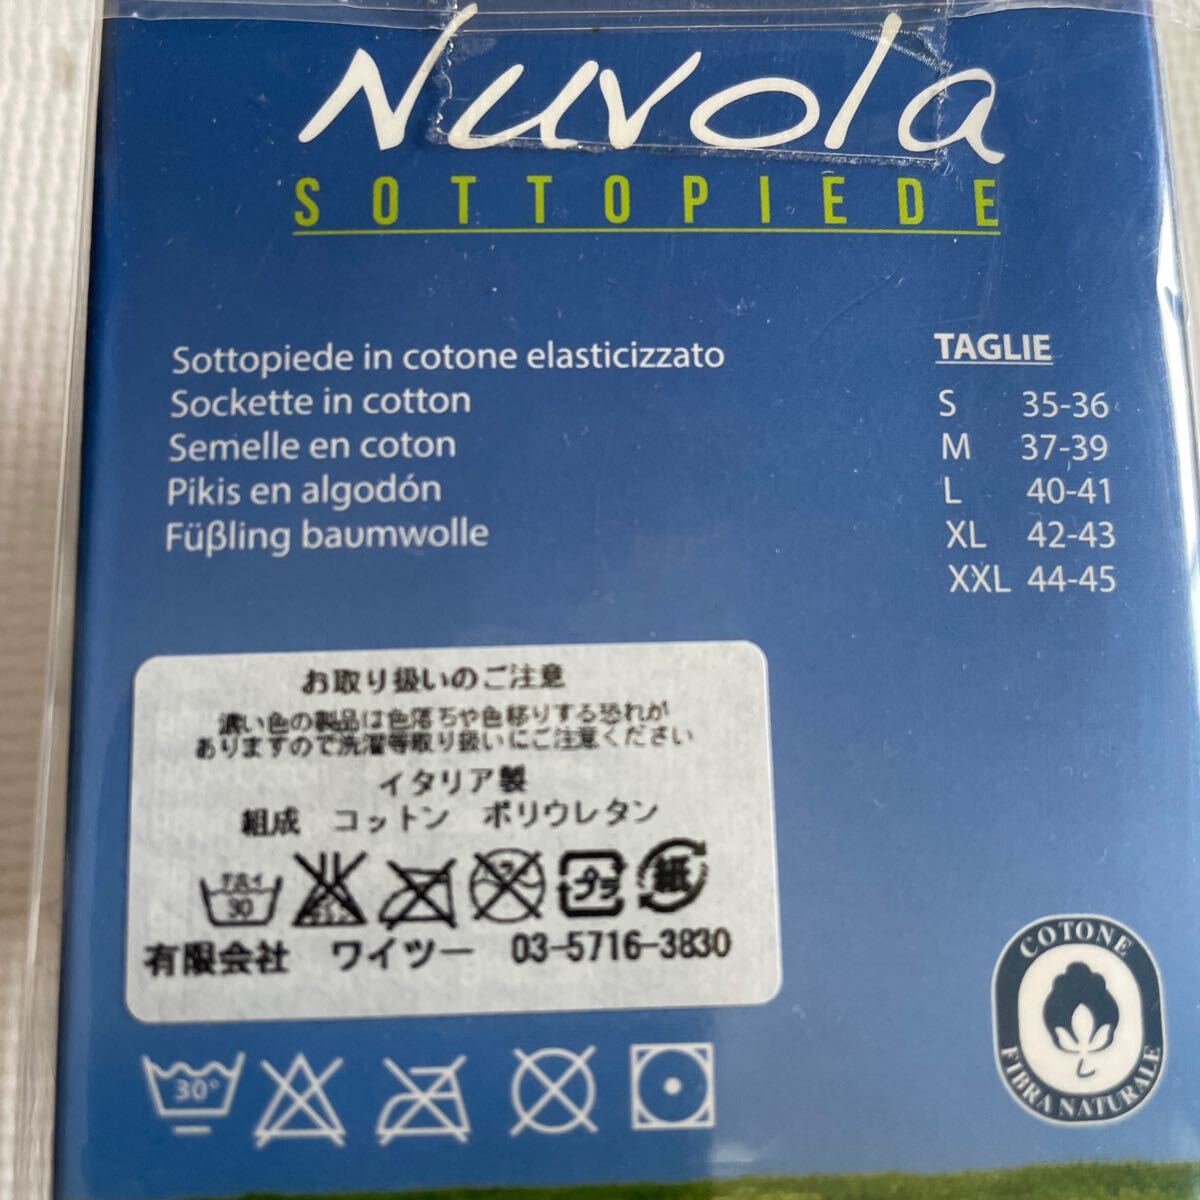 Nuvola
SOTTOPIEDE
Sottopiede in cotone elasticizzato
Sockette in cotton
Semelle en coton
Pikis en algodón
Füβling baumwolle
TAGLIE
S 35-36
M 37-39
L 40-41
XL 42-43
XXL 44-45
お取り扱いのご注意
濃い色の製品は色落ちや色移りする恐れが
ありますので洗濯等取り扱いにご注意ください
イタリア製
組成 コットン ポリウレタン
手洗イ
30
プラ
紙
有限会社 ワイツー 03-5716-3830
30°
COTONE
FIBRA NATURALE